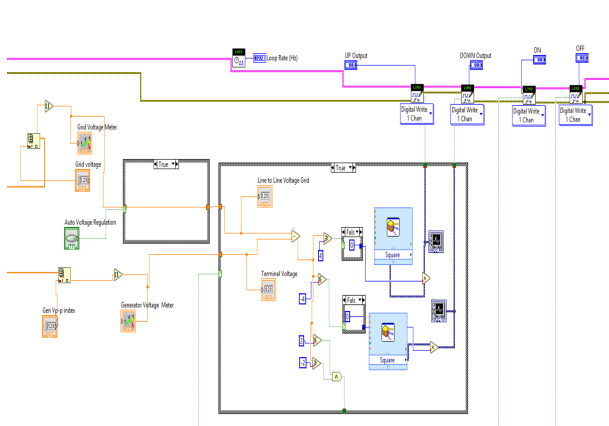 UP Output
DOWN Output
ON
OFF
Loop Rate (Hz)
Digital Write
1 Chan
Digital Write
1 Chan
Digital Write
1 Chan
Digital Write
1 Chan
Grid Voltage Meter
Grid voltage
Auto Voltage Regulation
Gen Vp-p index
Generator Voltage Meter
True
True
Line to Line Voltage Grid
Terminal Voltage
Fals
Square
Fals
Square